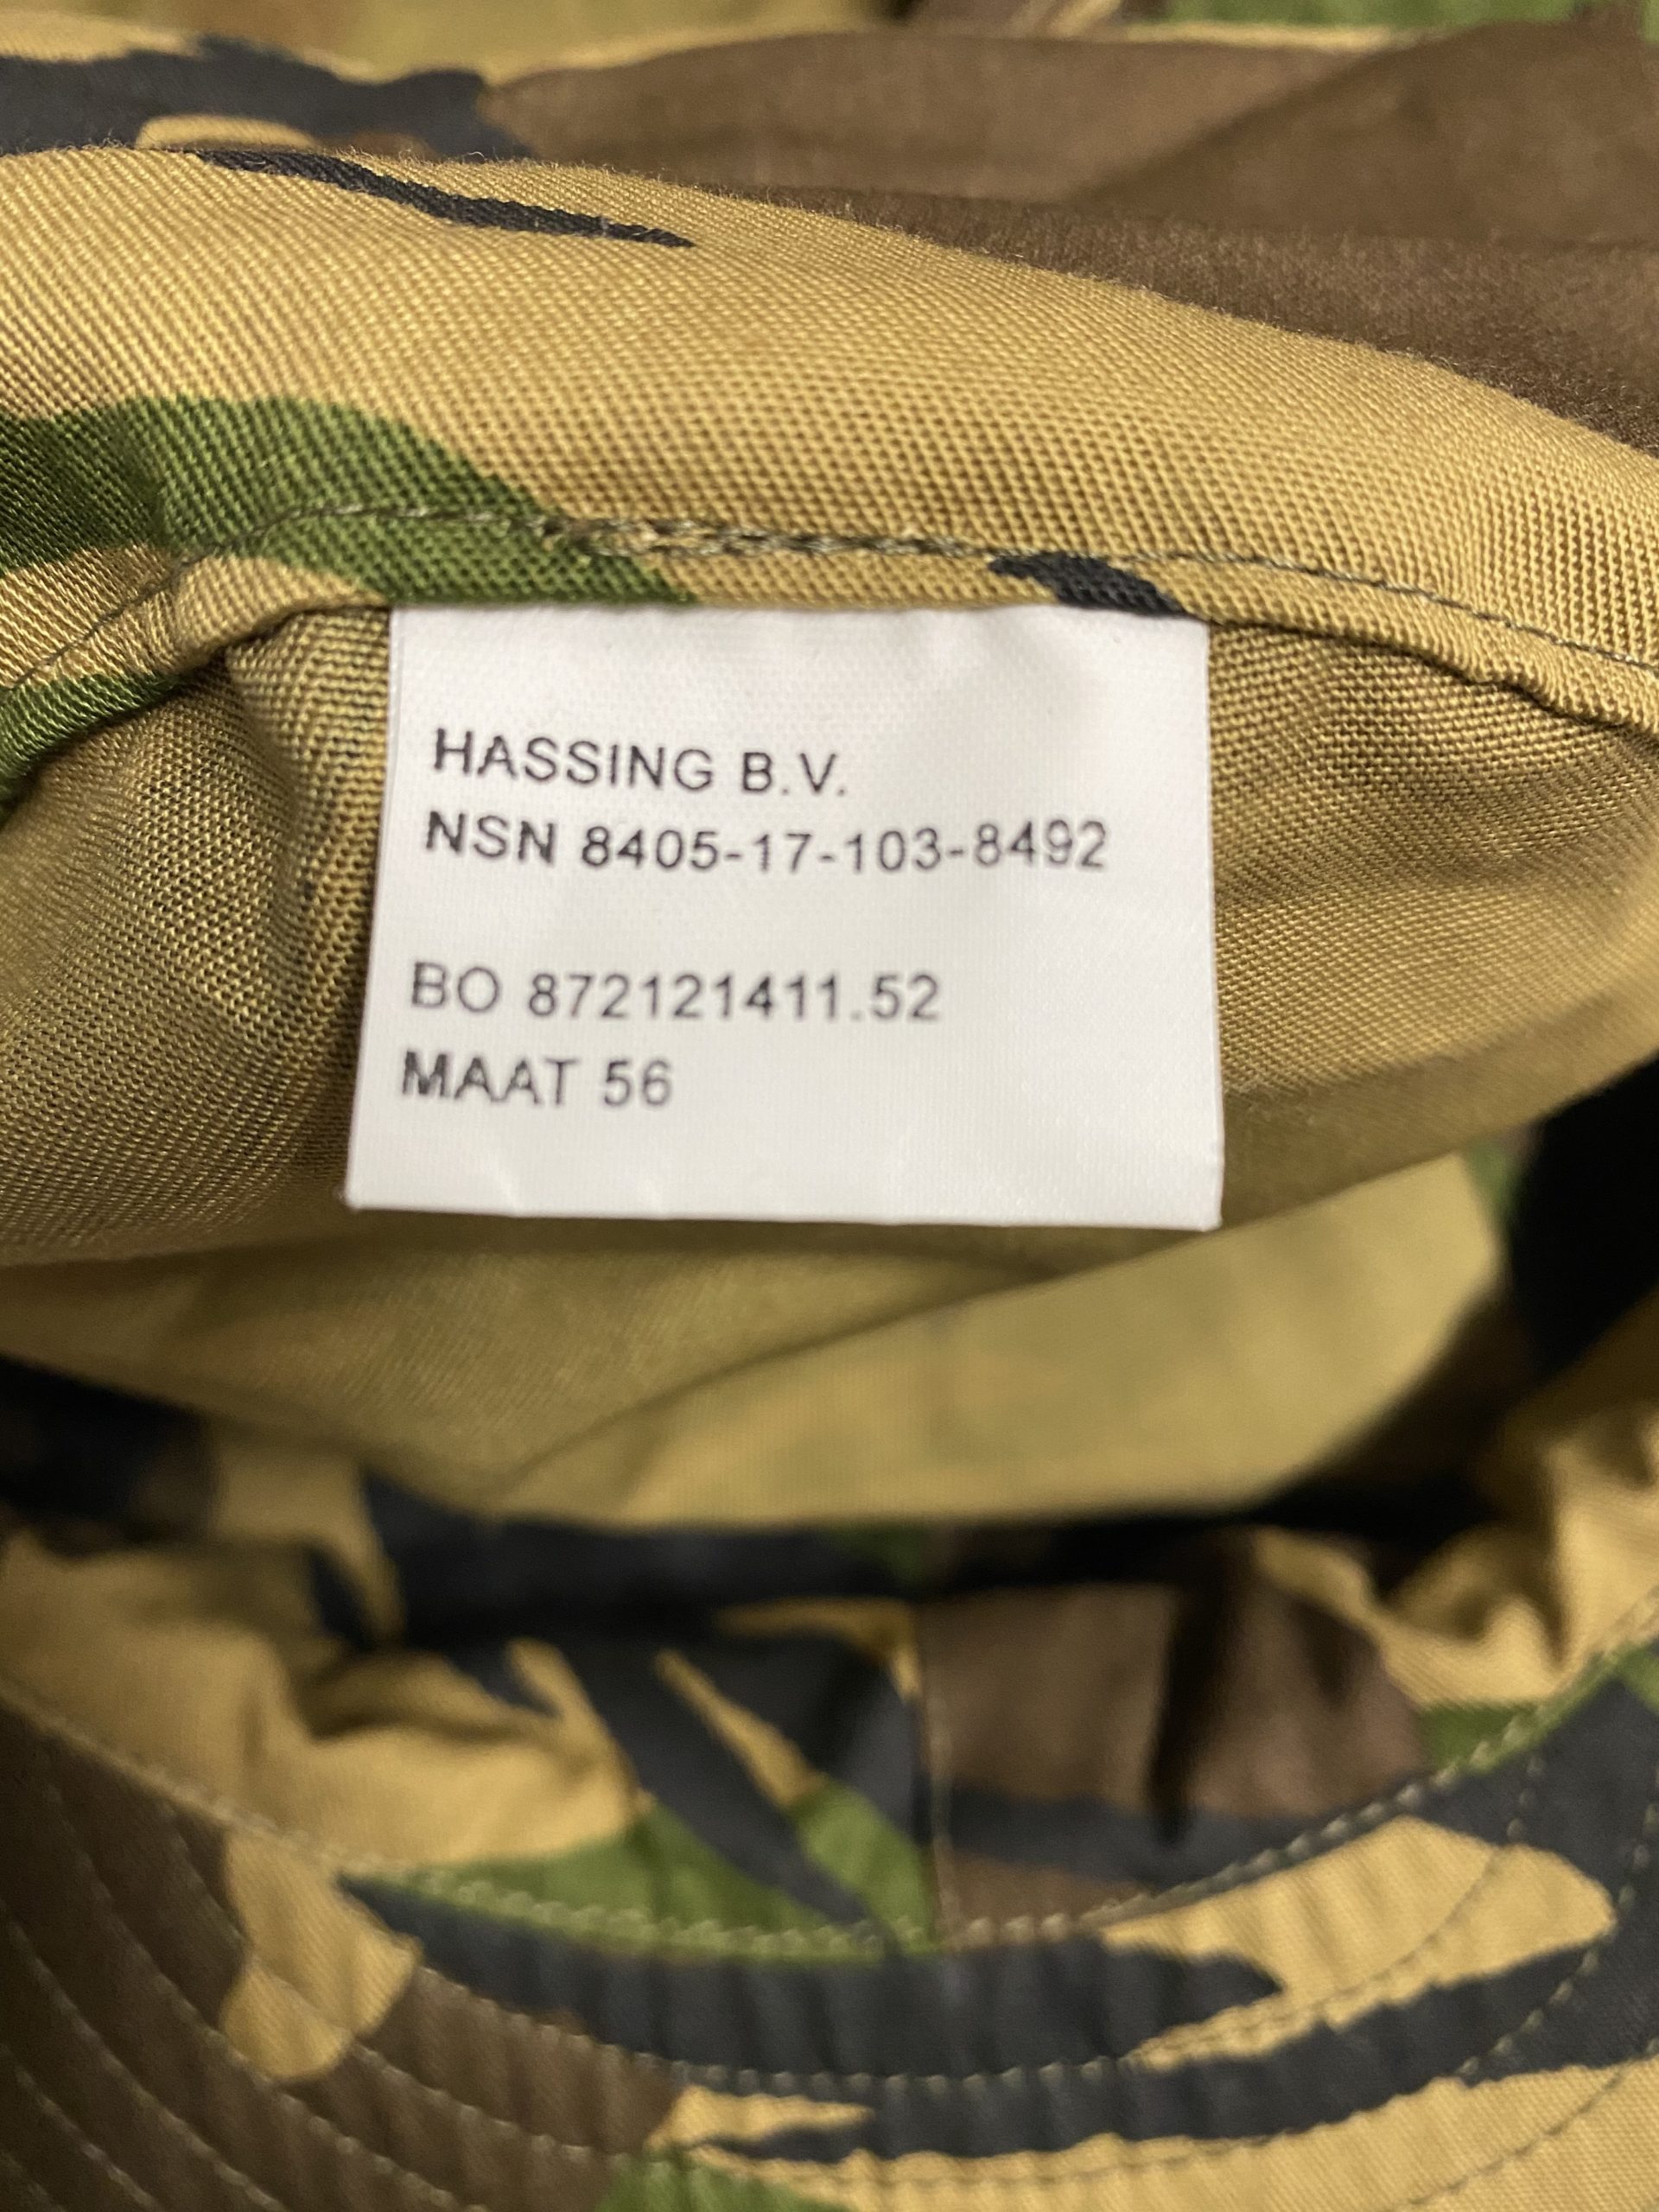 HASSING B.V.
NSN 8405-17-103-8492
BO 872121411.52
MAAT 56